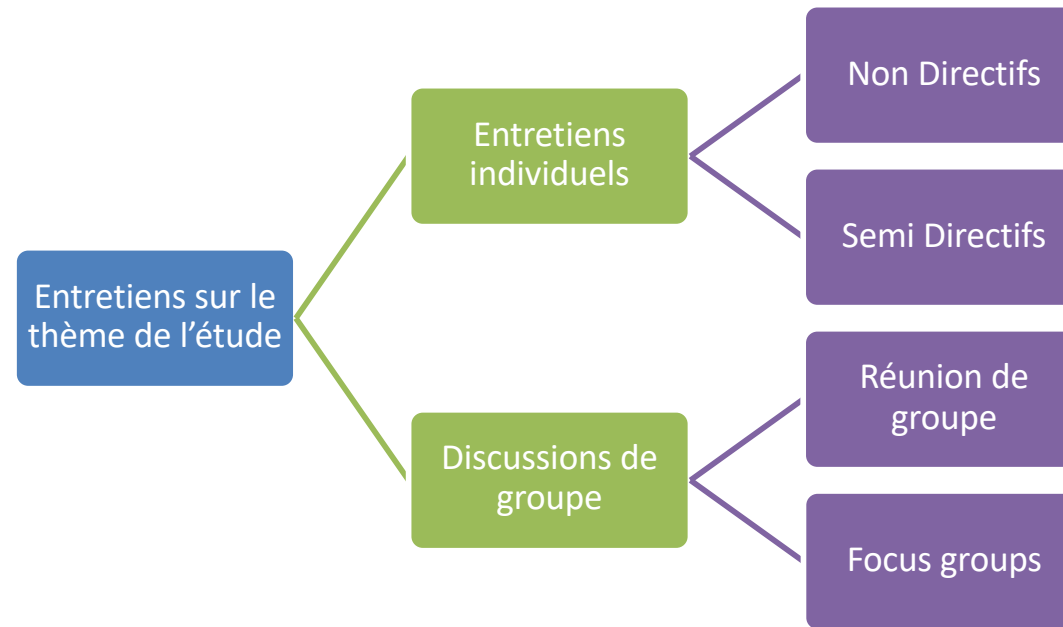 Non Directifs
Entretiens
individuels
Semi Directifs
Entretiens sur le
thème de l’étude
Réunion de
groupe
Discussions de
groupe
Focus groups